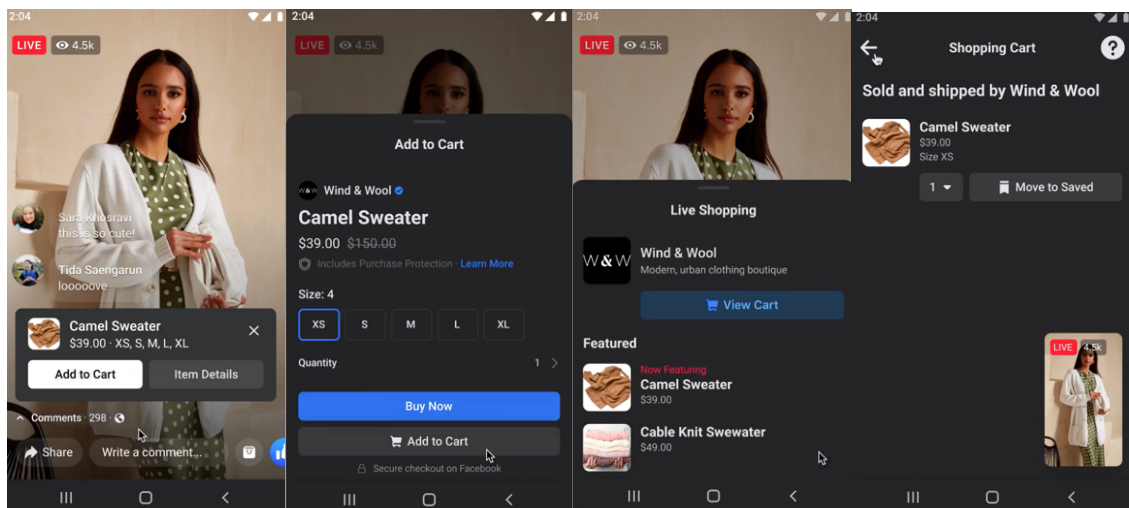 2:04
LIVE 4.5k
Sara Khosravi
this is so cute!
Tida Saengarun
looooove
Camel Sweater
$39.00 · XS, S, M, L, XL
Add to Cart
Item Details
Comments · 298 ·
Share
Write a comment...
2:04
LIVE 4.5k
Add to Cart
W&W Wind & Wool
Camel Sweater
$39.00 $150.00
Includes Purchase Protection · Learn More
Size: 4
XS S M L XL
Quantity 1
Buy Now
Add to Cart
Secure checkout on Facebook
2:04
LIVE 4.5k
Live Shopping
W&W
Wind & Wool
Modern, urban clothing boutique
View Cart
Featured
Now Featuring
Camel Sweater
$39.00
Cable Knit Swewater
$49.00
2:04
Shopping Cart ?
Sold and shipped by Wind & Wool
Camel Sweater
$39.00
Size XS
1 Move to Saved
LIVE 4.5k